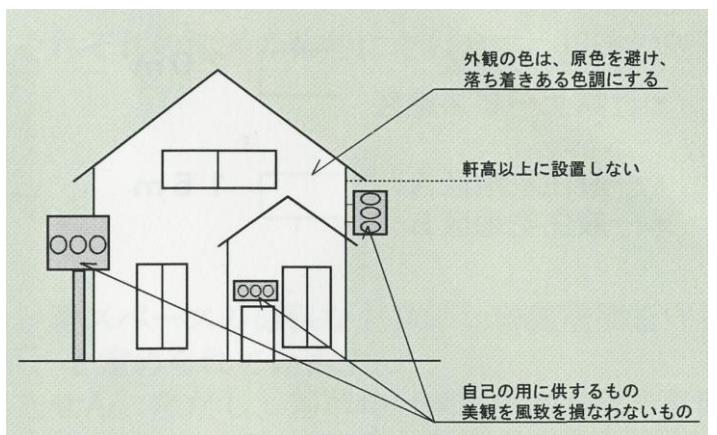 外観の色は、原色を避け、
落ち着きある色調にする
軒高以上に設置しない
自己の用に供するもの
美観を風致を損なわないもの